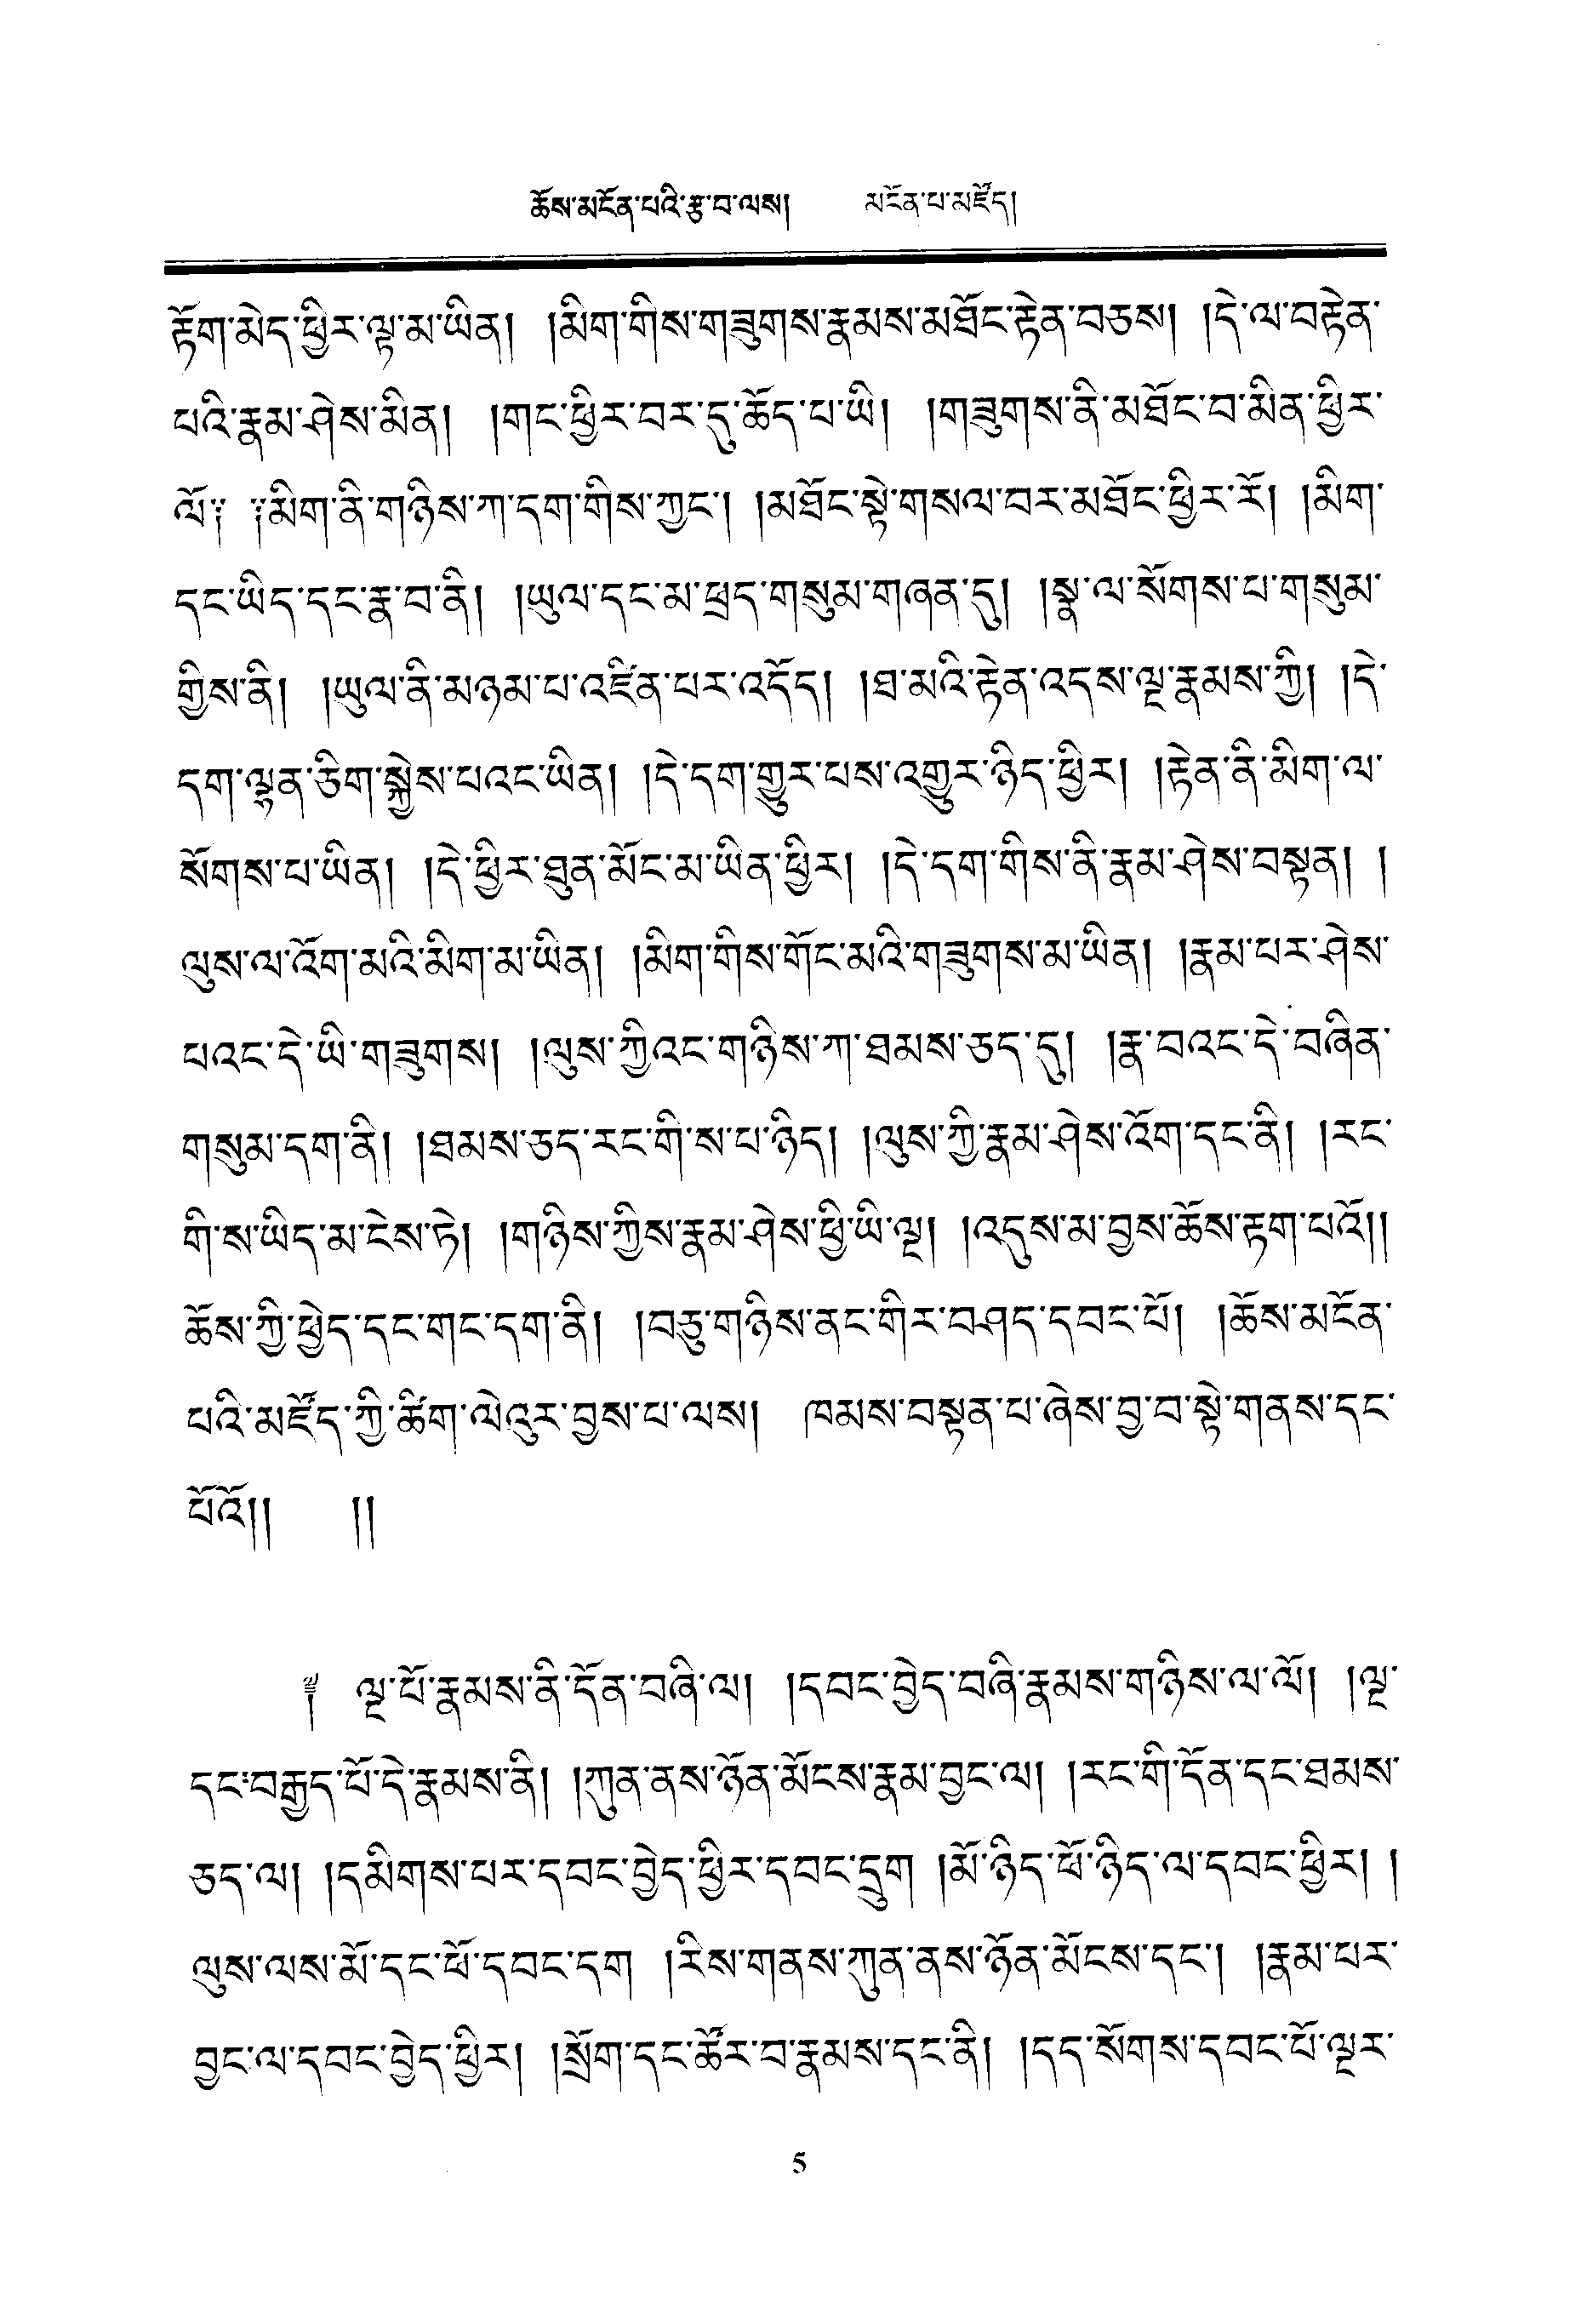 ཆོས་མངོན་པའི་རྩ་བ་ལས།   མངོན་པ་མཛོད།
རྟོག་མེད་ཕྱིར་ལྟ་མ་ཡིན། །མིག་གིས་གཟུགས་རྣམས་མཐོང་རྟེན་བཅས། །དེ་ལ་བརྟེན་
པའི་རྣམ་ཤེས་མིན། །གང་ཕྱིར་བར་དུ་ཆོད་པ་ཡི། །གཟུགས་ནི་མཐོང་བ་མིན་ཕྱིར་
ལོ༑ ༑མིག་ནི་གཉིས་ཀ་དག་གིས་ཀྱང་། །མཐོང་སྟེ་གསལ་བར་མཐོང་ཕྱིར་རོ། །མིག་
དང་ཡིད་དང་རྣ་བ་ནི། །ཡུལ་དང་མ་ཕྲད་གསུམ་གཞན་དུ། །སྣ་ལ་སོགས་པ་གསུམ་
གྱིས་ནི། །ཡུལ་ནི་མཉམ་པ་འཛིན་པར་འདོད། །ཐ་མའི་རྟེན་འདས་ལྔ་རྣམས་ཀྱི། །དེ་
དག་ལྷན་ཅིག་སྐྱེས་པའང་ཡིན། །དེ་དག་གྱུར་པས་འགྱུར་ཉིད་ཕྱིར། །རྟེན་ནི་མིག་ལ་
སོགས་པ་ཡིན། །དེ་ཕྱིར་ཐུན་མོང་མ་ཡིན་ཕྱིར། །དེ་དག་གིས་ནི་རྣམ་ཤེས་བསྟན། །
ལུས་ལ་འོག་མའི་མིག་མ་ཡིན། །མིག་གིས་གོང་མའི་གཟུགས་མ་ཡིན། །རྣམ་པར་ཤེས་
པའང་དེ་ཡི་གཟུགས། །ལུས་ཀྱིའང་གཉིས་ཀ་ཐམས་ཅད་དུ། །རྣ་བའང་དེ་བཞིན་
གསུམ་དག་ནི། །ཐམས་ཅད་རང་གི་ས་པ་ཉིད། །ལུས་ཀྱི་རྣམ་ཤེས་འོག་དང་ནི། །རང་
གི་ས་ཡིད་མ་ངེས་ཏེ། །གཉིས་ཀྱིས་རྣམ་ཤེས་ཕྱི་ཡི་ལྔ། །འདུས་མ་བྱས་ཆོས་རྟག་པའོ།།
ཆོས་ཀྱི་ཕྱེད་དང་གང་དག་ནི། །བཅུ་གཉིས་ནང་གིར་བཤད་དབང་པོ། །ཆོས་མངོན་
པའི་མཛོད་ཀྱི་ཚིག་ལེའུར་བྱས་པ་ལས། ཁམས་བསྟན་པ་ཞེས་བྱ་བ་སྟེ་གནས་དང་
པོའོ།།   །།
༈ ལྔ་པོ་རྣམས་ནི་དོན་བཞི་ལ། །དབང་བྱེད་བཞི་རྣམས་གཉིས་ལ་ལོ། །ལྔ་
དང་བརྒྱད་པོ་དེ་རྣམས་ནི། །ཀུན་ནས་ཉོན་མོངས་རྣམ་བྱང་ལ། །རང་གི་དོན་དང་ཐམས་
ཅད་ལ། །དམིགས་པར་དབང་བྱེད་ཕྱིར་དབང་དྲུག །མོ་ཉིད་ཕོ་ཉིད་ལ་དབང་ཕྱིར། །
ལུས་ལས་མོ་དང་ཕོ་དབང་དག །རིས་གནས་ཀུན་ནས་ཉོན་མོངས་དང་། །རྣམ་པར་
བྱང་ལ་དབང་བྱེད་ཕྱིར། །སྲོག་དང་ཚོར་བ་རྣམས་དང་ནི། །དད་སོགས་དབང་པོ་ལྔར་
5